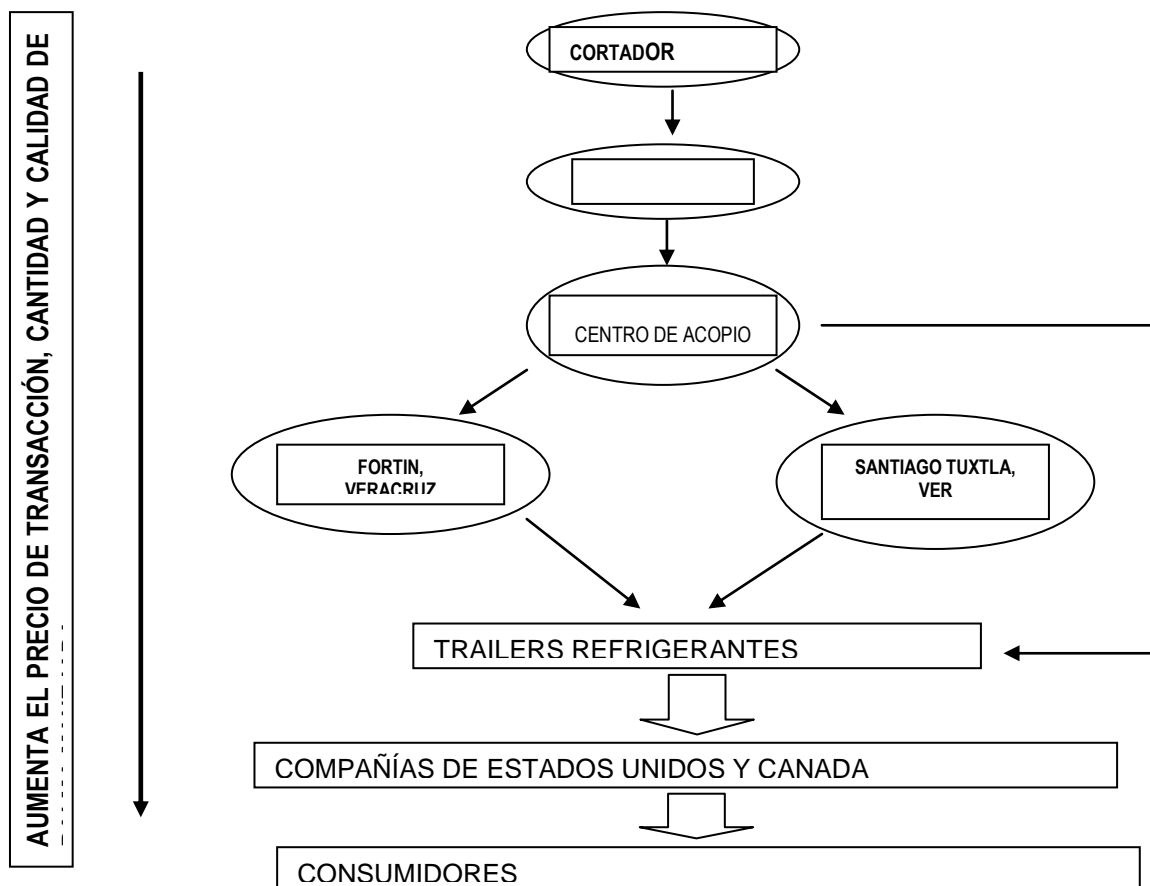 AUMENTA EL PRECIO DE TRANSACCIÓN, CANTIDAD Y CALIDAD DE
CORTADOR
CENTRO DE ACOPIO
FORTIN,
VERACRUZ
SANTIAGO TUXTLA,
VER
TRAILERS REFRIGERANTES
COMPAÑÍAS DE ESTADOS UNIDOS Y CANADA
CONSUMIDORES